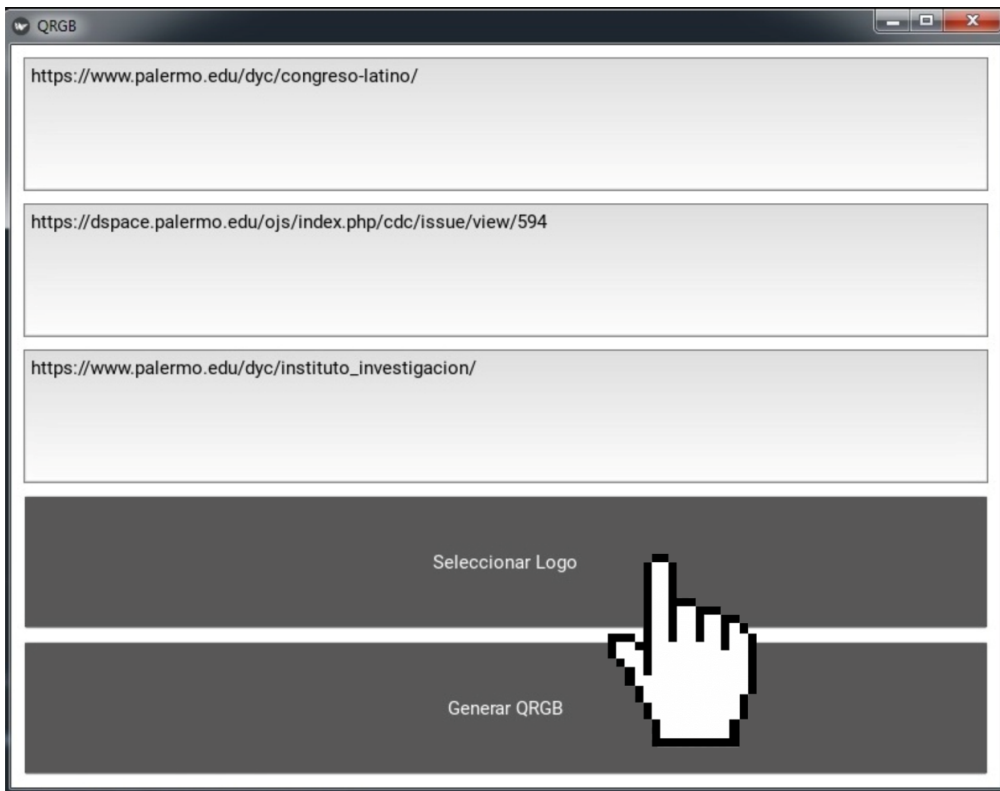 QRGB
https://www.palermo.edu/dyc/congreso-latino/
https://dspace.palermo.edu/ojs/index.php/cdc/issue/view/594
https://www.palermo.edu/dyc/instituto_investigacion/
Seleccionar Logo
Generar QRGB